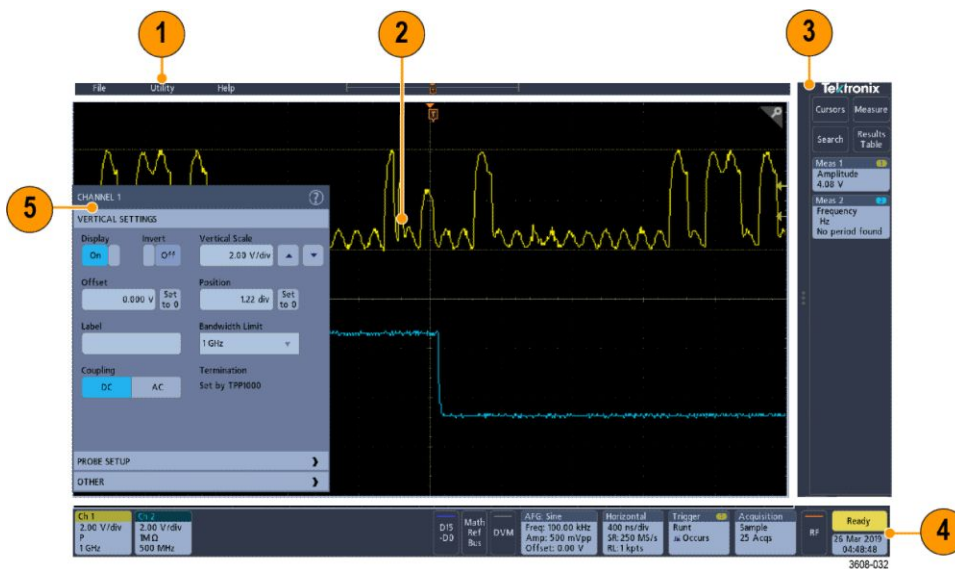 1
2
3
File Utility Help
Tektronix
Cursors Measure
Search Results Table
Meas 1 1
Amplitude
4.08 V
Meas 2 2
Frequency
Hz
No period found
5
CHANNEL 1 ?
VERTICAL SETTINGS
Display Invert Vertical Scale
On Off 2.00 V/div
Offset Position
0.000 V Set to 0 1.22 div Set to 0
Label Bandwidth Limit
1 GHz
Coupling Termination
DC AC Set by TPP1000
PROBE SETUP
OTHER
Ch 1
2.00 V/div
1 GHz
Ch 2
2.00 V/div
1MΩ
500 MHz
D15
-D0
Math
Ref
Bus
DVM
AFG: Sine
Freq: 100.00 kHz
Amp: 500 mVpp
Offset: 0.00 V
Horizontal
400 ns/div
SR: 250 MS/s
RL: 1 kpts
Trigger 1
Runt
Occurs
Acquisition
Sample
25 Acqs
RF
Ready
26 Mar 2019
04:48:48
4
3608-032